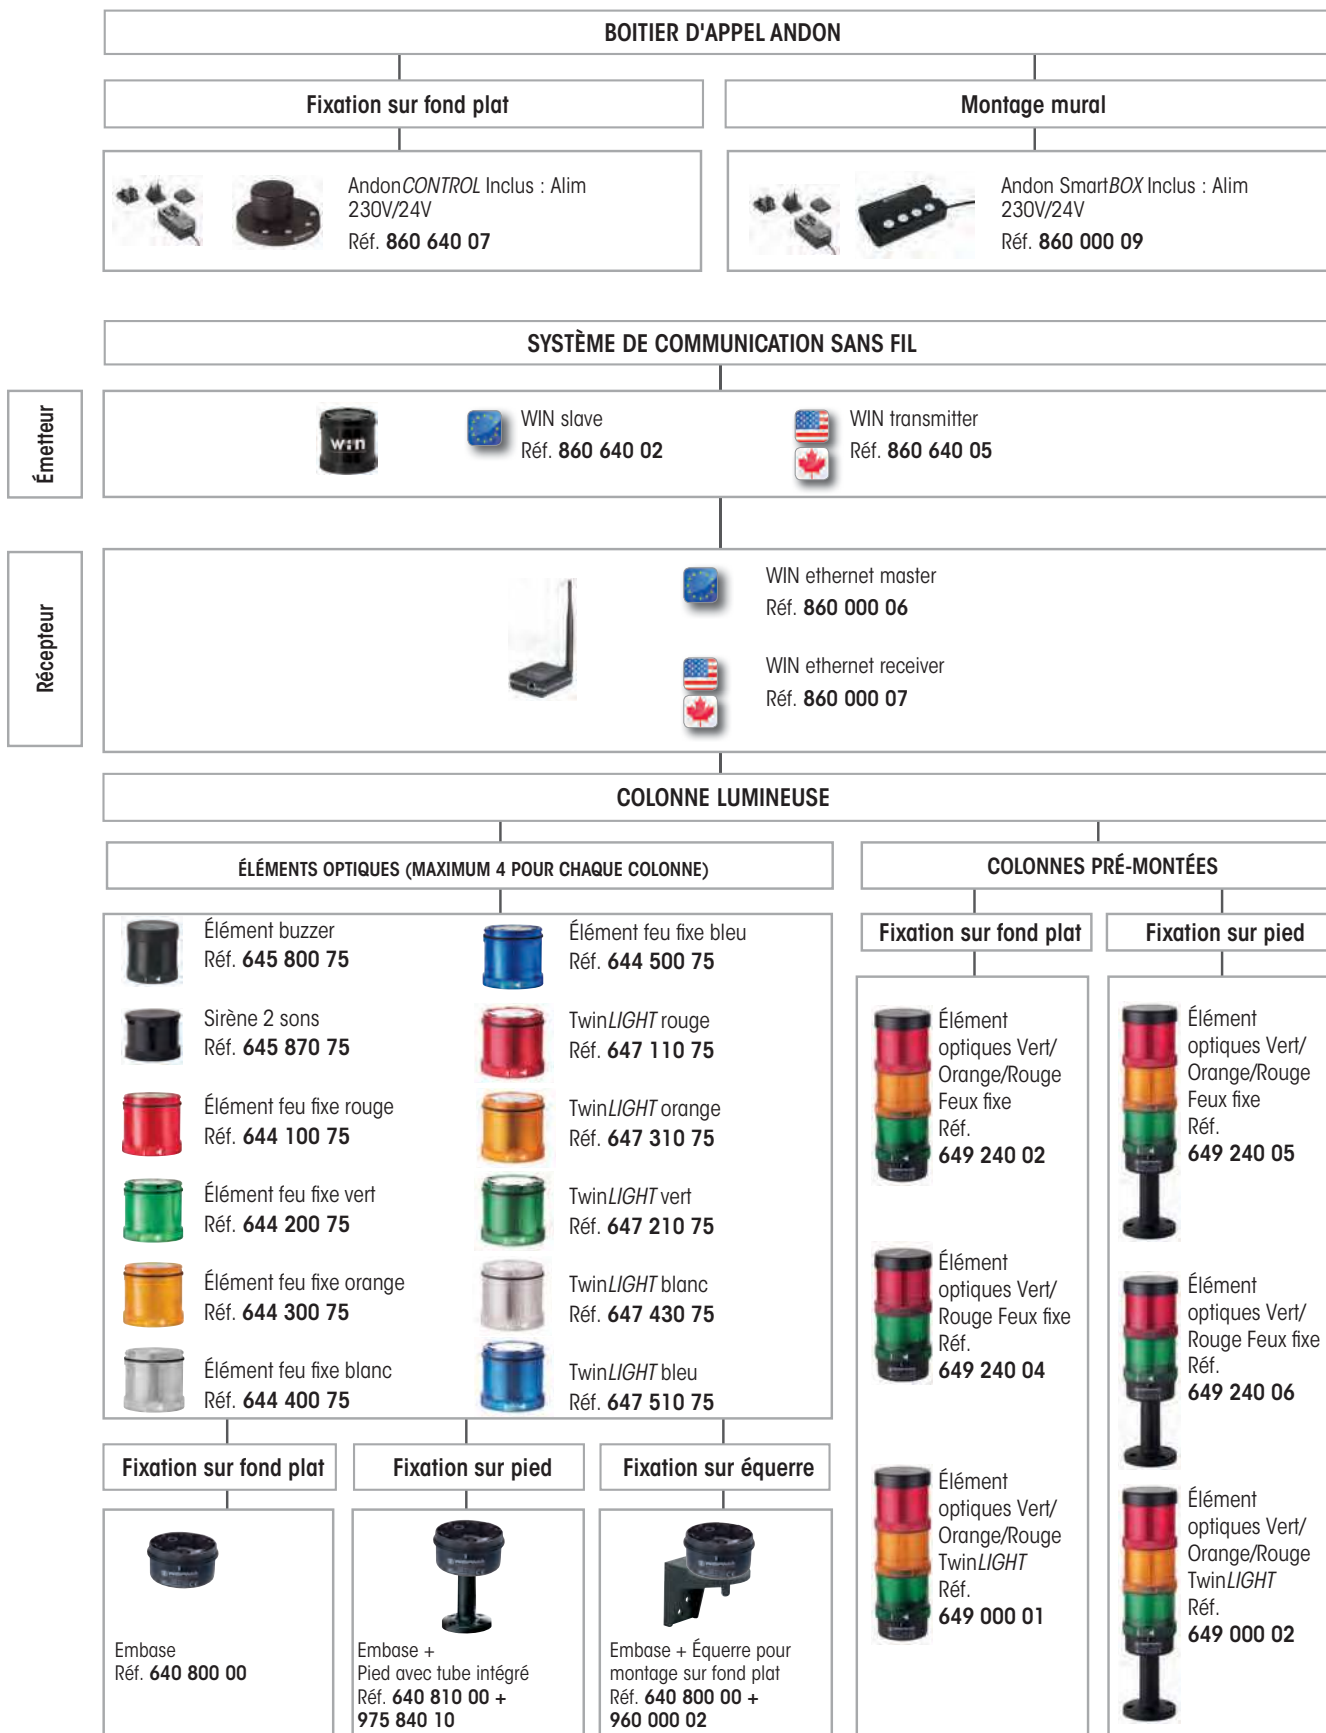 BOITIER D'APPEL ANDON
Fixation sur fond plat
Montage mural
AndonCONTROL Inclus : Alim
230V/24V
Réf. 860 640 07
Andon SmartBOX Inclus : Alim
230V/24V
Réf. 860 000 09
SYSTÈME DE COMMUNICATION SANS FIL
Émetteur
win
WIN slave
Réf. 860 640 02
WIN transmitter
Réf. 860 640 05
Récepteur
WIN ethernet master
Réf. 860 000 06
WIN ethernet receiver
Réf. 860 000 07
COLONNE LUMINEUSE
ÉLÉMENTS OPTIQUES (MAXIMUM 4 POUR CHAQUE COLONNE)
Élément buzzer
Réf. 645 800 75
Sirène 2 sons
Réf. 645 870 75
Élément feu fixe rouge
Réf. 644 100 75
Élément feu fixe vert
Réf. 644 200 75
Élément feu fixe orange
Réf. 644 300 75
Élément feu fixe blanc
Réf. 644 400 75
Élément feu fixe bleu
Réf. 644 500 75
TwinLIGHT rouge
Réf. 647 110 75
TwinLIGHT orange
Réf. 647 310 75
TwinLIGHT vert
Réf. 647 210 75
TwinLIGHT blanc
Réf. 647 430 75
TwinLIGHT bleu
Réf. 647 510 75
Fixation sur fond plat
Embase
Réf. 640 800 00
Fixation sur pied
Embase +
Pied avec tube intégré
Réf. 640 810 00 +
975 840 10
Fixation sur équerre
Embase + Équerre pour
montage sur fond plat
Réf. 640 800 00 +
960 000 02
COLONNES PRÉ-MONTÉES
Fixation sur fond plat
Élément
optiques Vert/
Orange/Rouge
Feux fixe
Réf.
649 240 02
Élément
optiques Vert/
Rouge Feux fixe
Réf.
649 240 04
Élément
optiques Vert/
Orange/Rouge
TwinLIGHT
Réf.
649 000 01
Fixation sur pied
Élément
optiques Vert/
Orange/Rouge
Feux fixe
Réf.
649 240 05
Élément
optiques Vert/
Rouge Feux fixe
Réf.
649 240 06
Élément
optiques Vert/
Orange/Rouge
TwinLIGHT
Réf.
649 000 02